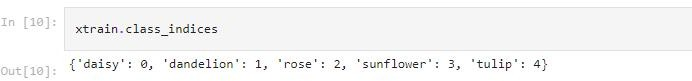 In [10]:
xtrain.class_indices
Out[10]:
{'daisy': 0, 'dandelion': 1, 'rose': 2, 'sunflower': 3, 'tulip': 4}